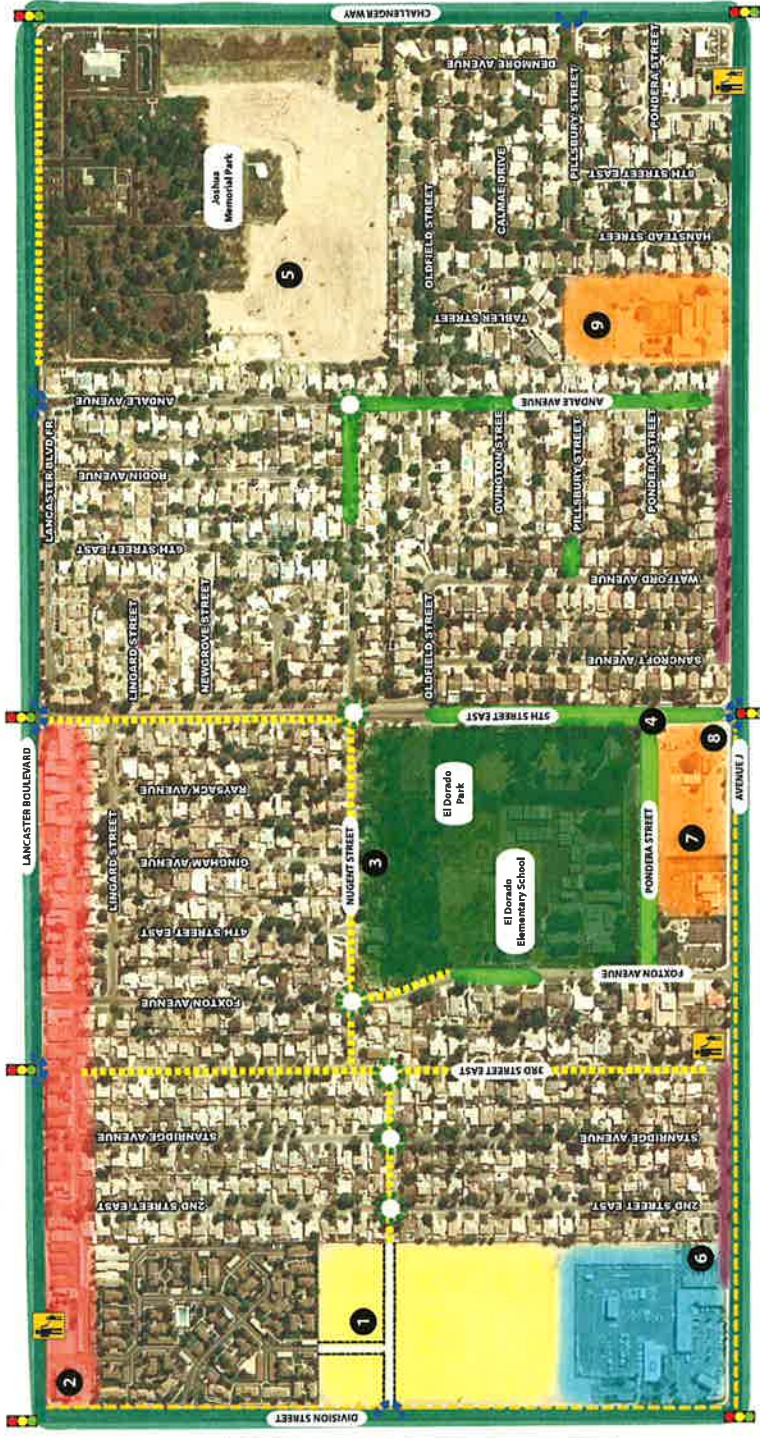 CHALLENGER WAY
DENMORE AVENUE
PILLSBURY STREET
PONDERA STREET
Joshua
Memorial Park
8TH STREET EAST
CALMAE DRIVE
OLDFIELD STREET
HANSTEAD STREET
5
TABLER STREET
9
ANDALE AVENUE
ANDALE AVENUE
LANCASTER BLVD FR
RODIN AVENUE
OVINGTON STREE
PILLSBURY STREET
PONDERA STREET
6TH STREET EAST
WATFORD AVENUE
LINGARD STREET
NEWGROVE STREET
OLDFIELD STREET
SANCROFT AVENUE
5TH STREET EAST
4
8
LANCASTER BOULEVARD
AVENUE J
RAYSACK AVENUE
El Dorado
Park
LINGARD STREET
GINGHAM AVENUE
NUGENT STREET
3
PONDERA STREET
7
El Dorado
Elementary School
4TH STREET EAST
FOXTON AVENUE
FOXTON AVENUE
3RD STREET EAST
STANRIDGE AVENUE
STANRIDGE AVENUE
2ND STREET EAST
2ND STREET EAST
6
1
2
DIVISION STREET